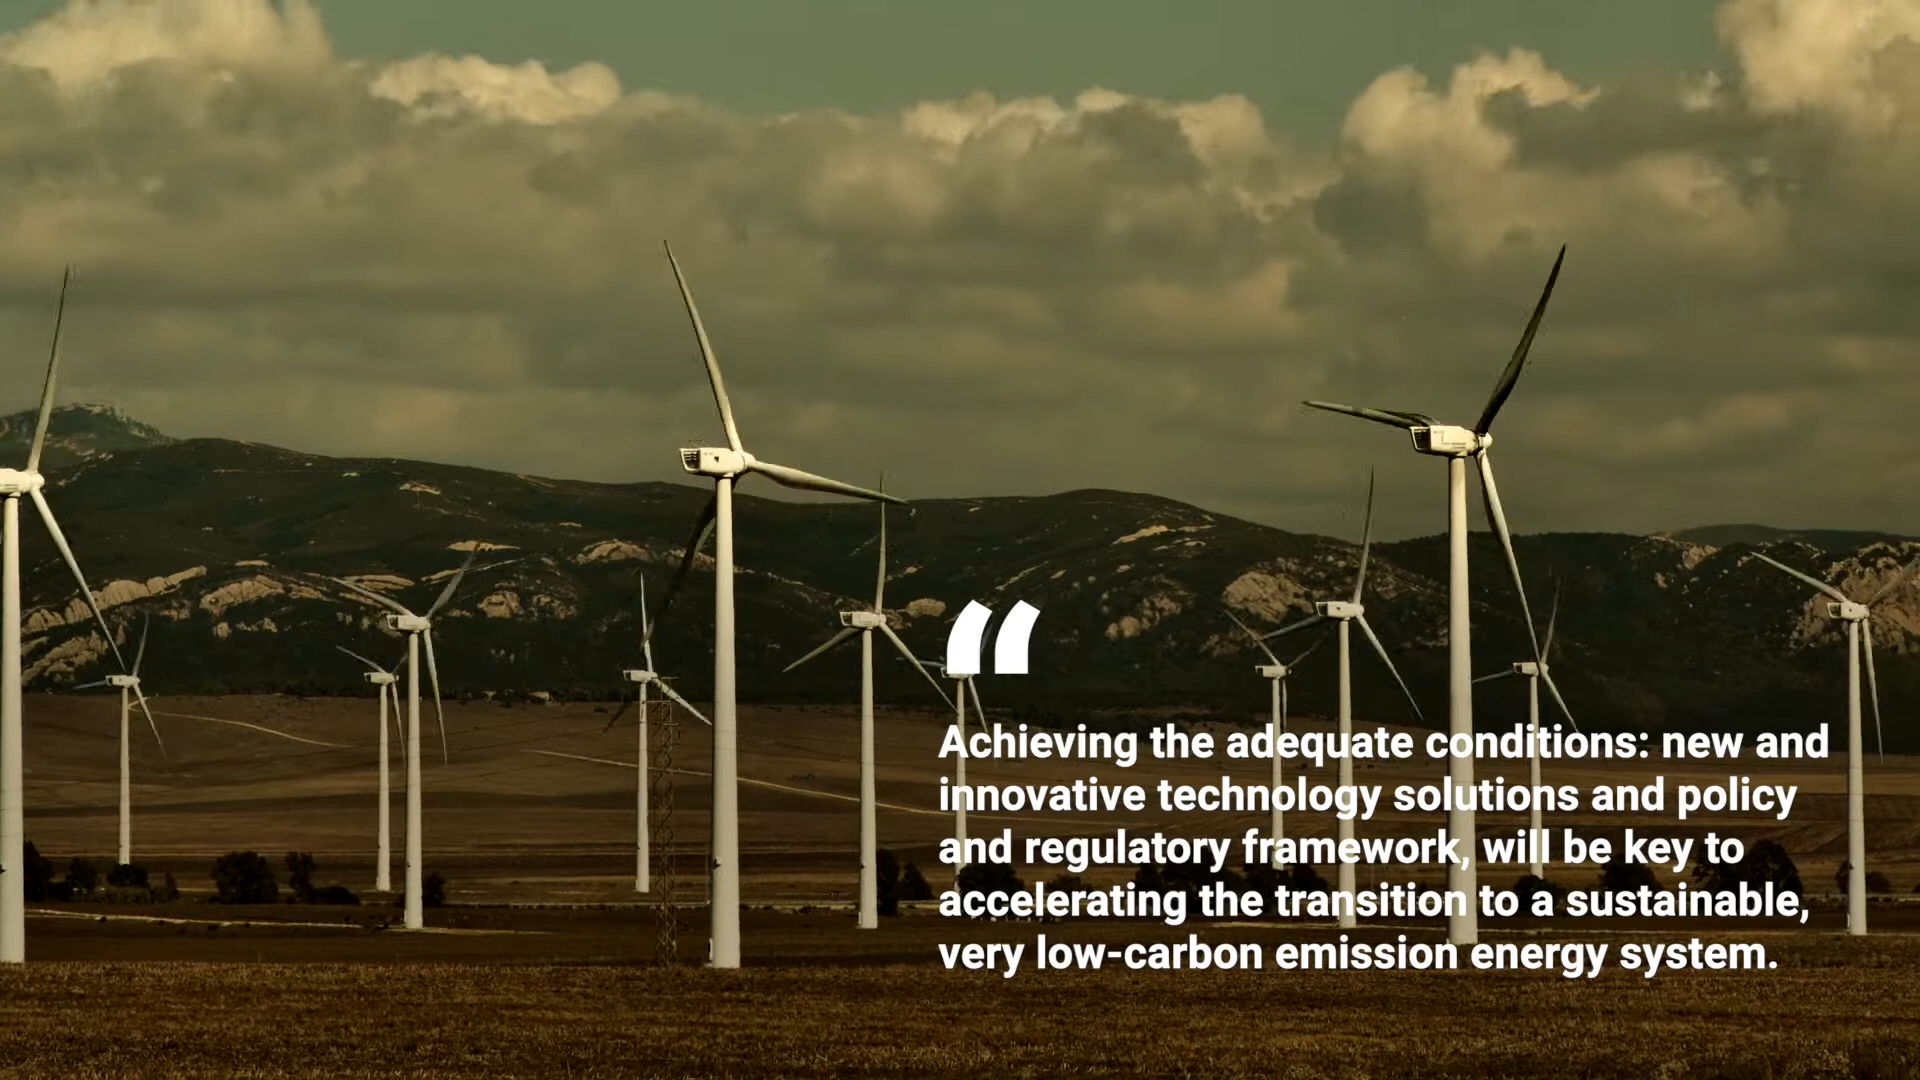 “
Achieving the adequate conditions: new and
innovative technology solutions and policy
and regulatory framework, will be key to
accelerating the transition to a sustainable,
very low-carbon emission energy system.